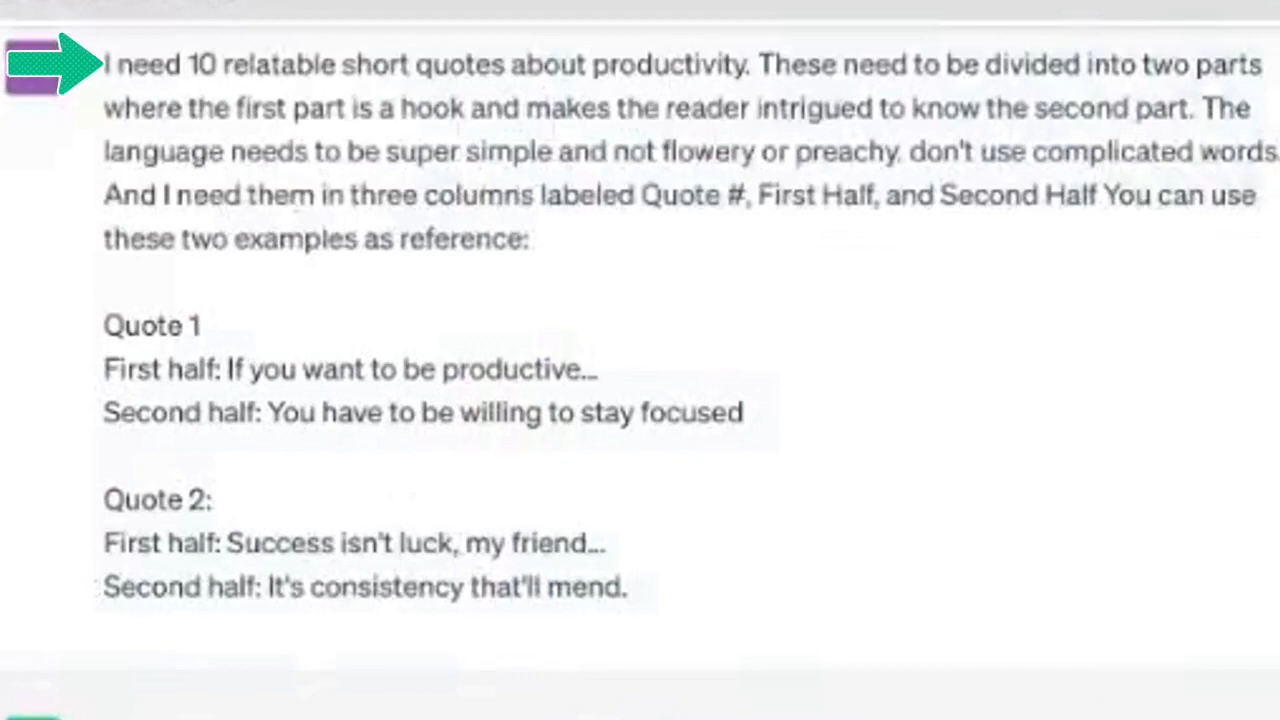 I need 10 relatable short quotes about productivity. These need to be divided into two parts
where the first part is a hook and makes the reader intrigued to know the second part. The
language needs to be super simple and not flowery or preachy. don't use complicated words.
And I need them in three columns labeled Quote #, First Half, and Second Half You can use
these two examples as reference:
Quote 1
First half: If you want to be productive...
Second half: You have to be willing to stay focused
Quote 2:
First half: Success isn't luck, my friend...
Second half: It's consistency that'll mend.